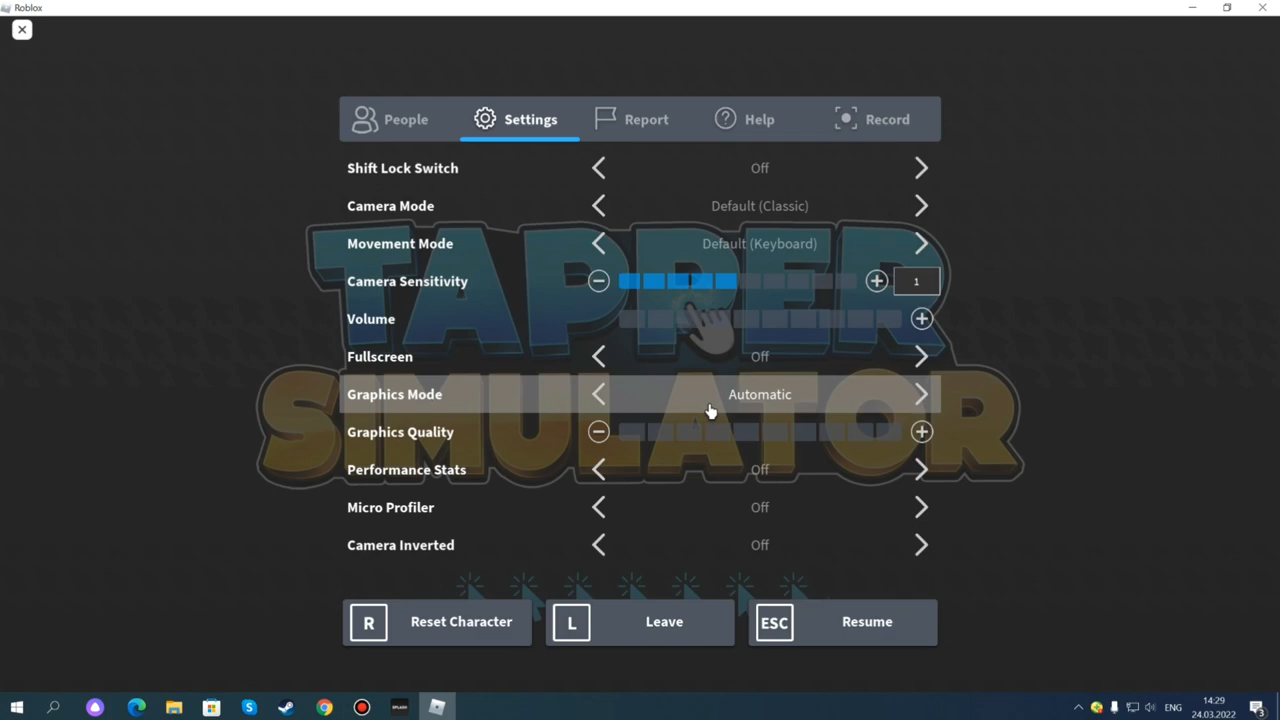 Roblox
People Settings Report Help Record
Shift Lock Switch Off
Camera Mode Default (Classic)
Movement Mode Default (Keyboard)
Camera Sensitivity 1
Volume
Fullscreen Off
Graphics Mode Automatic
Graphics Quality
Performance Stats Off
Micro Profiler Off
Camera Inverted Off
TAPPER
SIMULATOR
R Reset Character L Leave ESC Resume
SPLASH ENG 14:29
24.03.2022 3